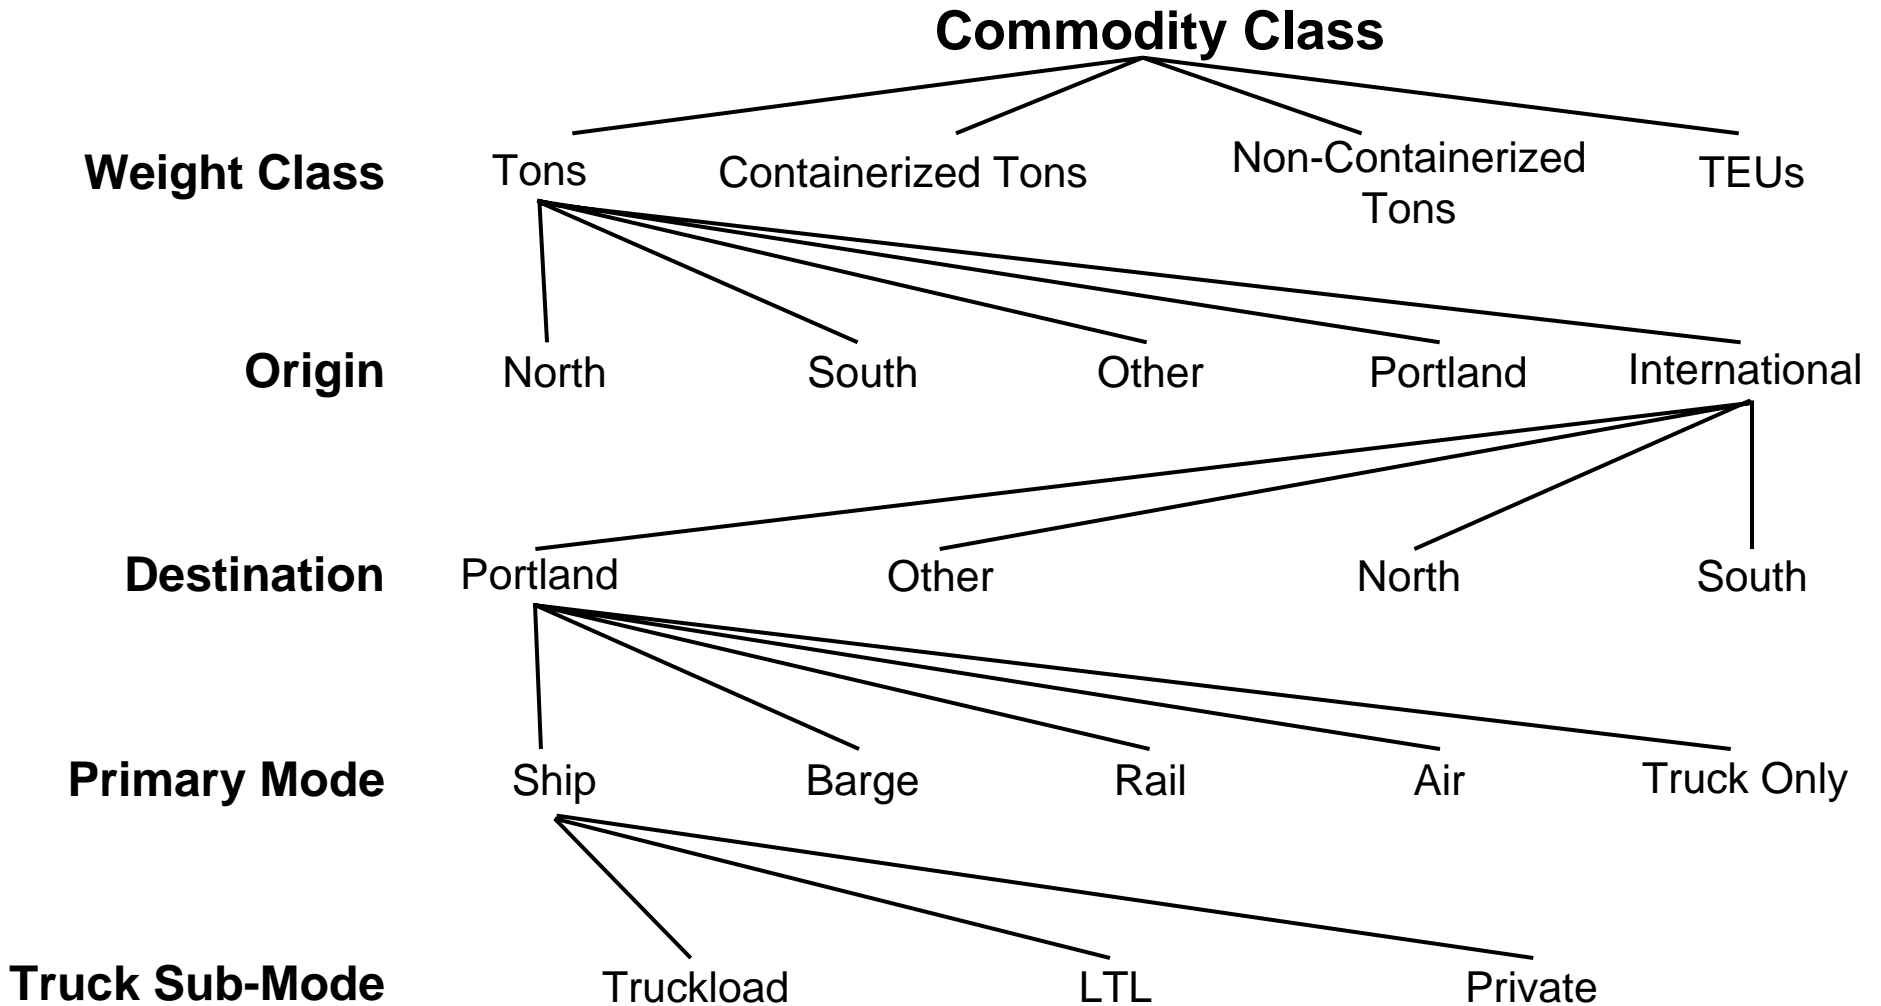 Commodity Class
Weight Class Tons Containerized Tons Non-Containerized
Tons TEUs
Origin North South Other Portland International
Destination Portland Other North South
Primary Mode Ship Barge Rail Air Truck Only
Truck Sub-Mode Truckload LTL Private